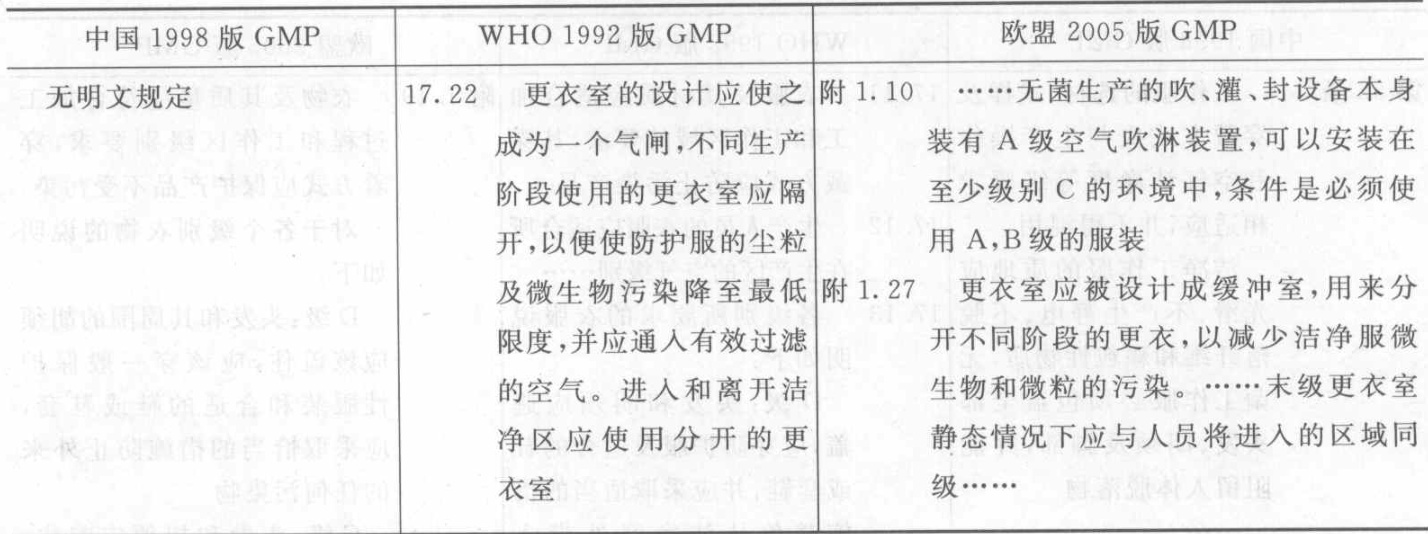 中国 1998 版 GMP
WHO 1992 版 GMP
欧盟 2005 版 GMP
无明文规定
17.22 更衣室的设计应使之
成为一个气闸,不同生产
阶段使用的更衣室应隔
开,以便使防护服的尘粒
及微生物污染降至最低
限度,并应通人有效过滤
的空气。进入和离开洁
净区应使用分开的更
衣室
附 1.10 ……无菌生产的吹、灌、封设备本身
装有 A 级空气吹淋装置,可以安装在
至少级别 C 的环境中,条件是必须使
用 A,B 级的服装
附 1.27 更衣室应被设计成缓冲室,用来分
开不同阶段的更衣,以减少洁净服微
生物和微粒的污染 ……末级更衣室
静态情况下应与人员将进入的区域同
级……